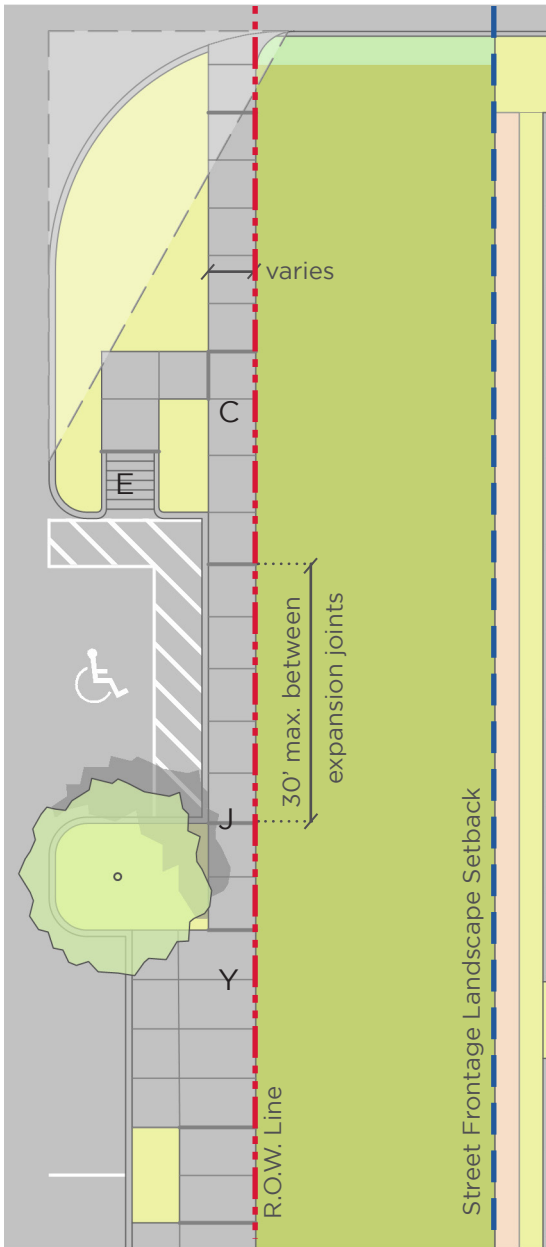 varies
C
E
30’ max. between
expansion joints
J
Y
R.O.W. Line
Street Frontage Landscape Setback